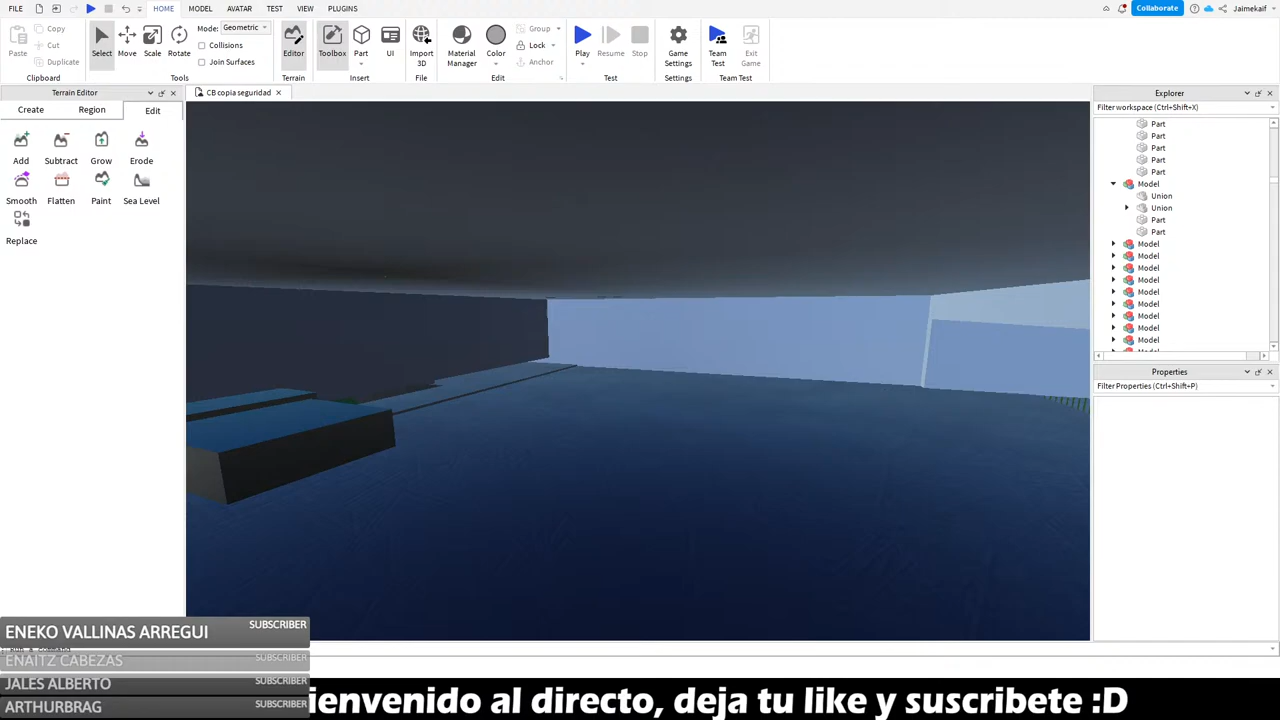 FILE HOME MODEL AVATAR TEST VIEW PLUGINS Collaborate Jaimekaif
Paste Copy Cut Duplicate Clipboard
Select Move Scale Rotate Mode: Geometric Collisions Join Surfaces Tools
Editor Terrain
Toolbox Part UI Insert
Import 3D File
Material Manager Color Group Lock Anchor Edit
Play Resume Stop Test
Game Settings Settings
Team Test Exit Game Team Test
Terrain Editor
CB copia seguridad
Create Region Edit
Add Subtract Grow Erode
Smooth Flatten Paint Sea Level
Replace
Explorer
Filter workspace (Ctrl+Shift+X)
Part
Part
Part
Part
Part
Model
Union
Union
Part
Part
Model
Model
Model
Model
Model
Model
Model
Model
Model
Properties
Filter Properties (Ctrl+Shift+P)
ENEKO VALLINAS ARREGUI SUBSCRIBER
ENAITZ CABEZAS SUBSCRIBER
JALES ALBERTO SUBSCRIBER
ARTHURBRAG SUBSCRIBER
ienvenido al directo, deja tu like y suscribete :D